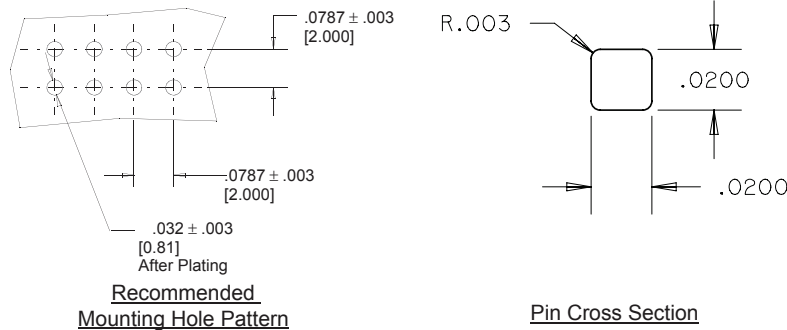 .0787 ± .003
[2.000]
.0787 ± .003
[2.000]
.032 ± .003
[0.81]
After Plating
Recommended
Mounting Hole Pattern
R.003
.0200
.0200
Pin Cross Section